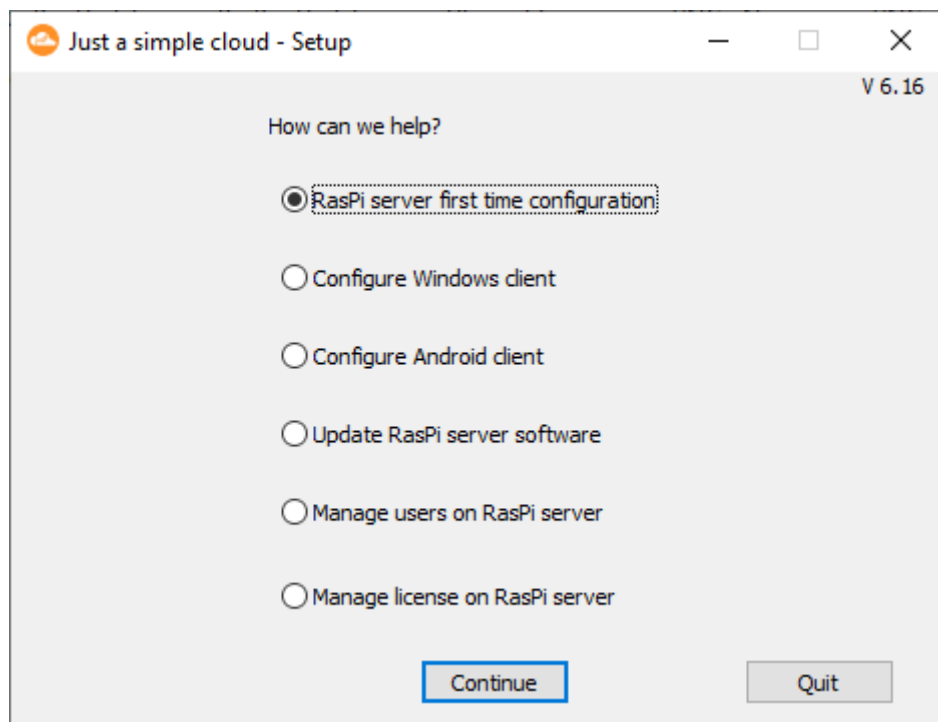 Just a simple cloud - Setup
V 6.16
How can we help?
RasPi server first time configuration
Configure Windows client
Configure Android client
Update RasPi server software
Manage users on RasPi server
Manage license on RasPi server
Continue
Quit